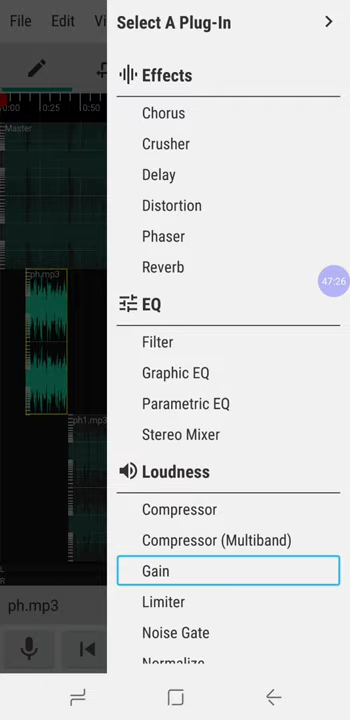 File Edit Vi
Select A Plug-In
Effects
Chorus
Crusher
Delay
Distortion
Phaser
Reverb
EQ
Filter
Graphic EQ
Parametric EQ
Stereo Mixer
Loudness
Compressor
Compressor (Multiband)
Gain
Limiter
Noise Gate
Normalize
0:00 0:25 0:50
Master
ph.mp3
ph1.mp3
L
R
ph.mp3
47:26